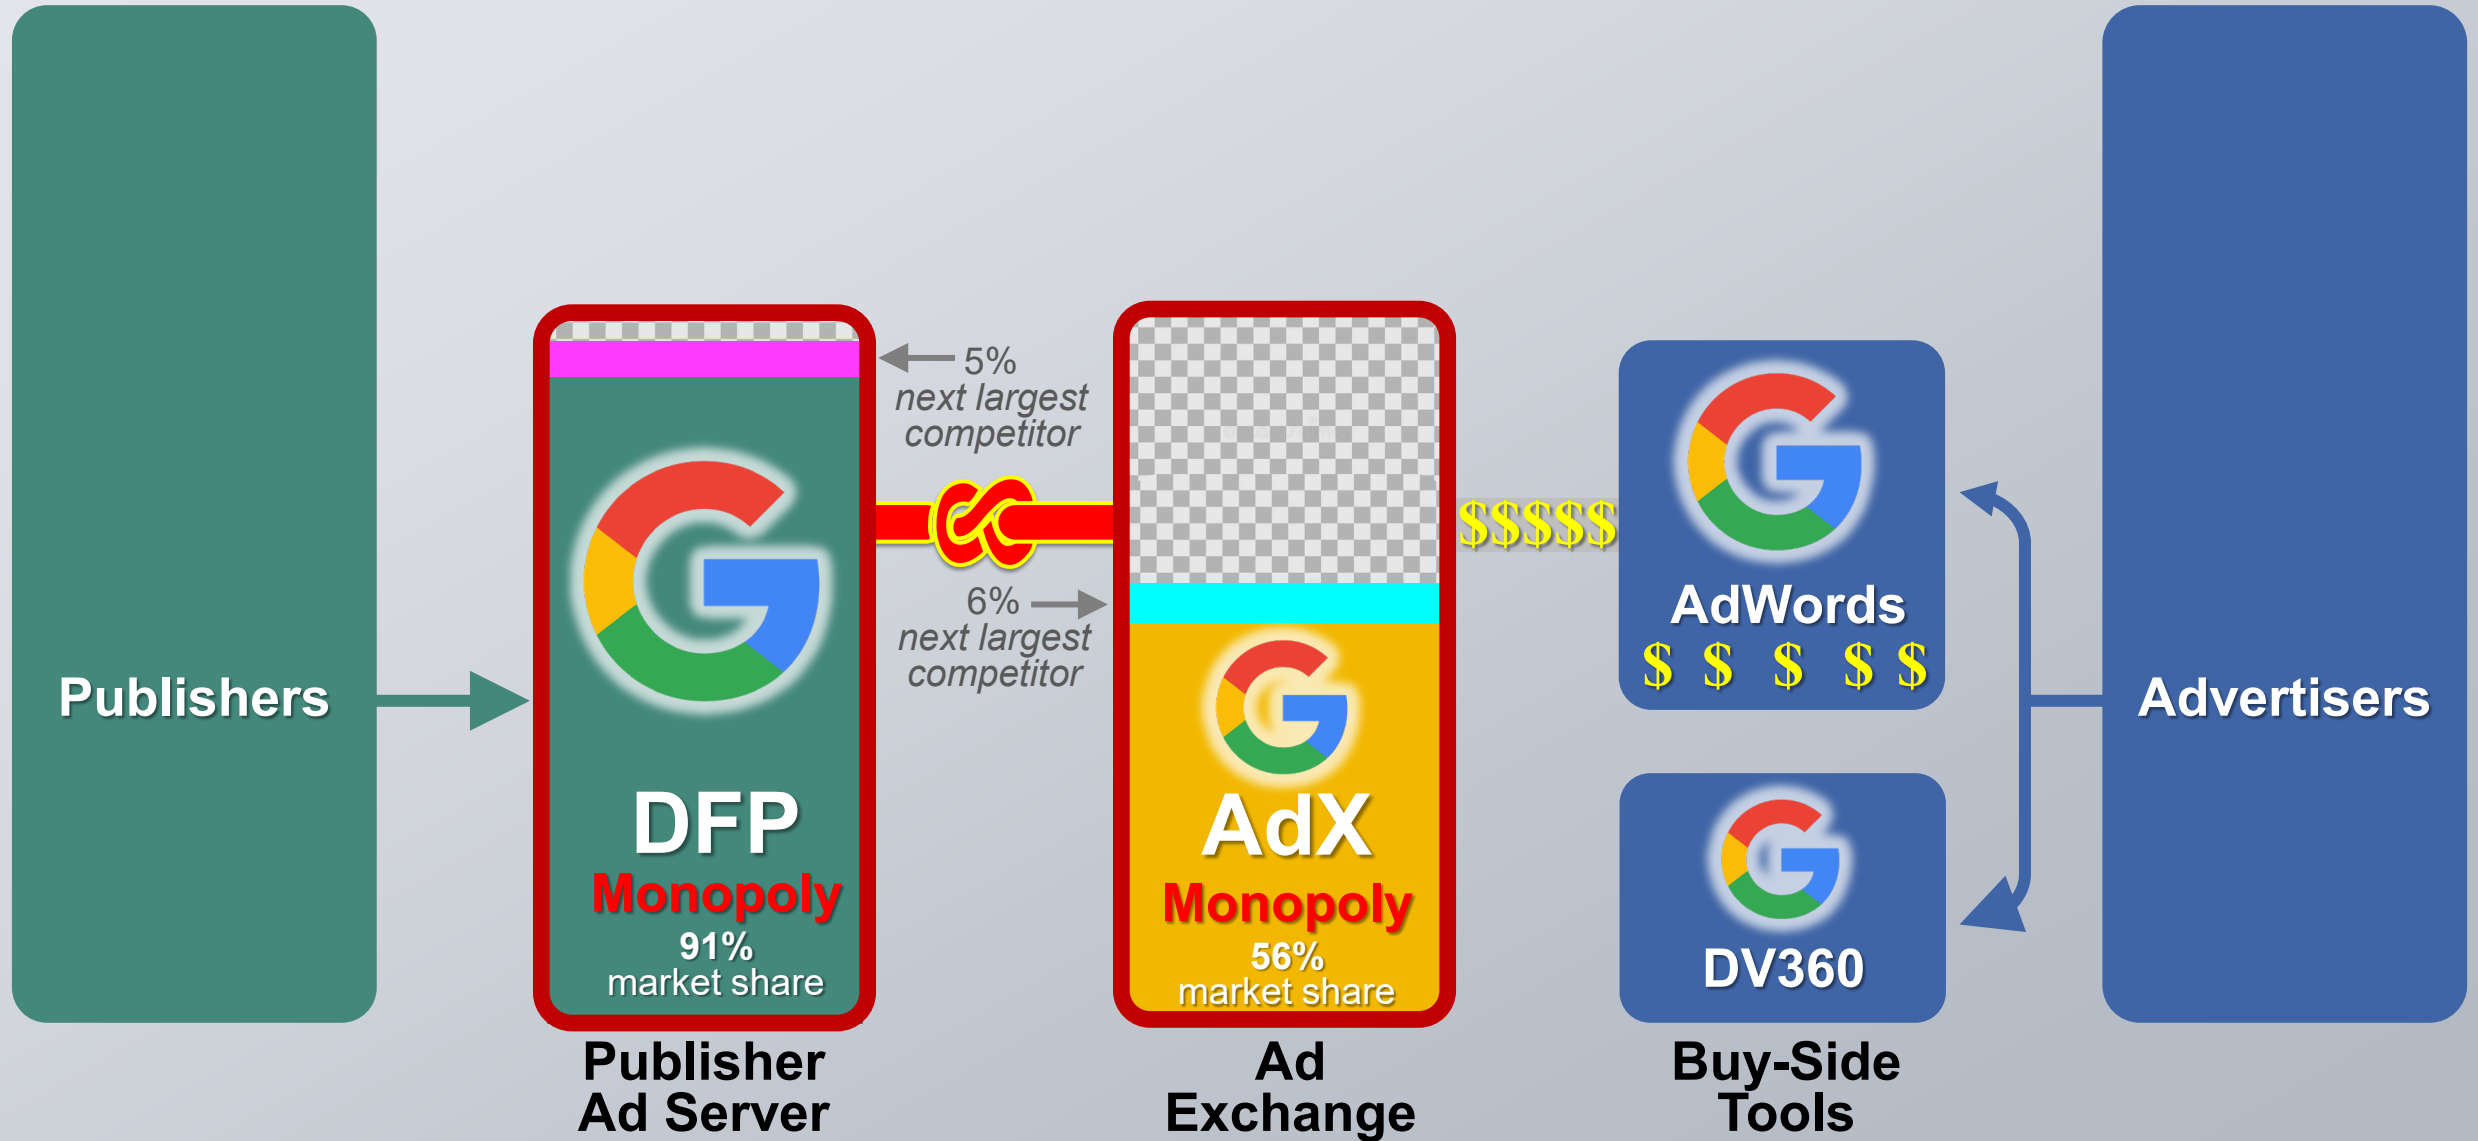 Publishers
DFP
Monopoly
91%
market share
Publisher
Ad Server
5%
next largest
competitor
6%
next largest
competitor
AdX
Monopoly
56%
market share
Ad
Exchange
$$$$$
AdWords
$ $ $ $ $
DV360
Buy-Side
Tools
Advertisers